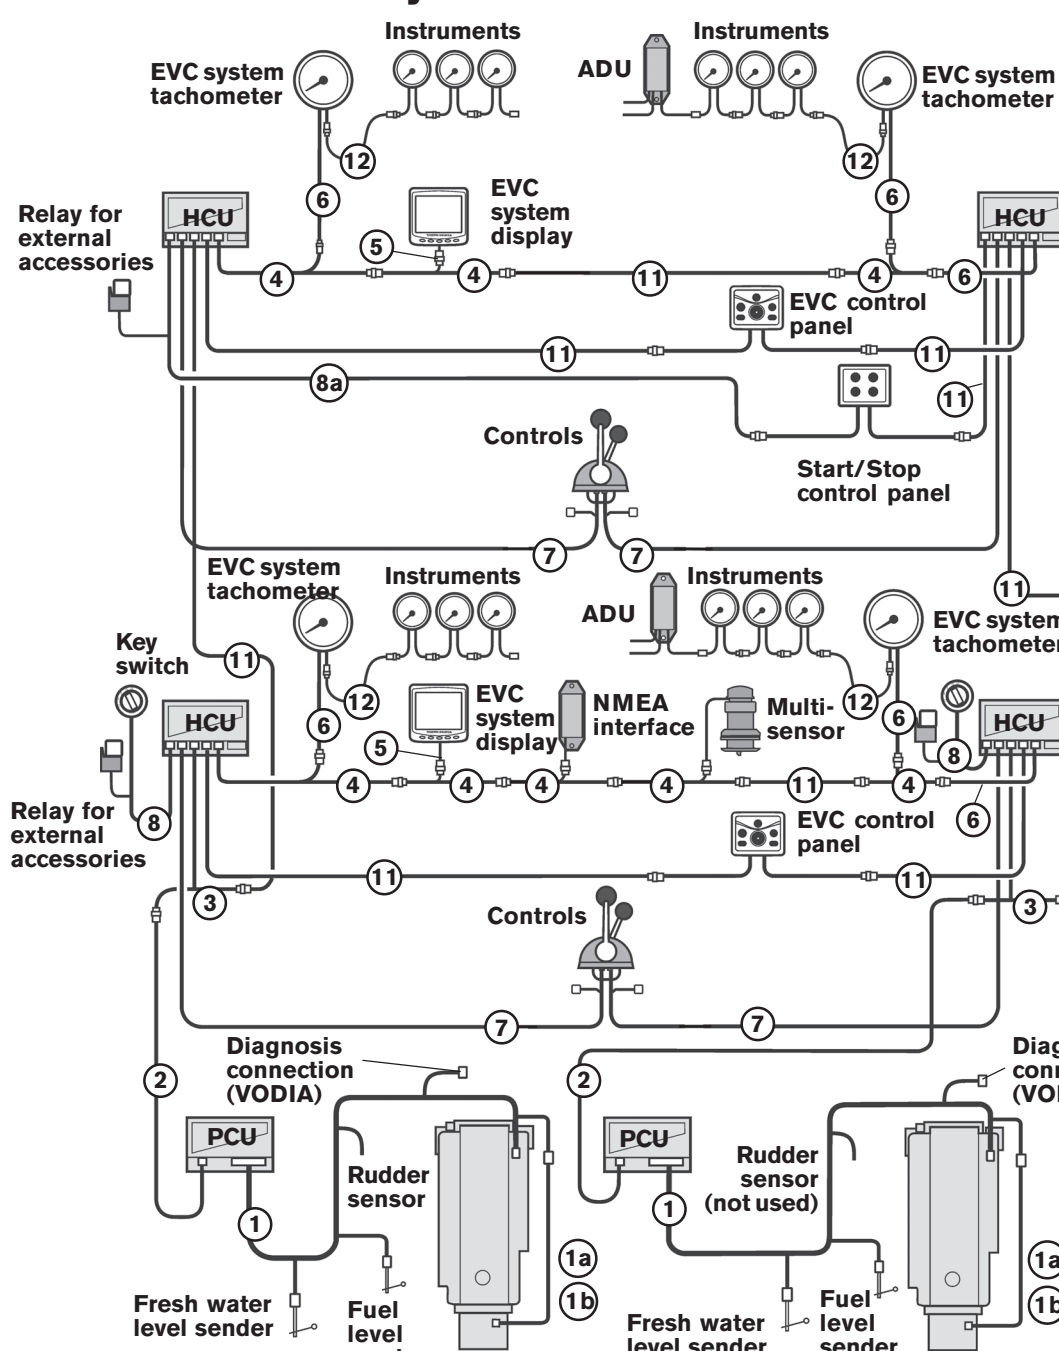 Instruments
Instruments
EVC system
tachometer
ADU
EVC system
tachometer
12
12
6
6
HCU
EVC
system
display
HCU
Relay for
external
accessories
5
4
4
11
4
6
EVC control
panel
11
11
8a
11
Controls
Start/Stop
control panel
7
7
EVC system
tachometer
Instruments
Instruments
11
ADU
EVC system
tachometer
Key
switch
11
12
12
EVC
system
display
NMEA
interface
Multi-
sensor
HCU
6
6
HCU
5
8
4
4
4
4
11
4
Relay for
external
accessories
8
6
EVC control
panel
11
11
3
3
Controls
7
7
Diagnosis
connection
(VODIA)
2
2
PCU
PCU
Rudder
sensor
Rudder
sensor
(not used)
1
1
1a
1b
1a
Fresh water
level sender
Fuel
level
Fresh water
level sender
Fuel
level
sender